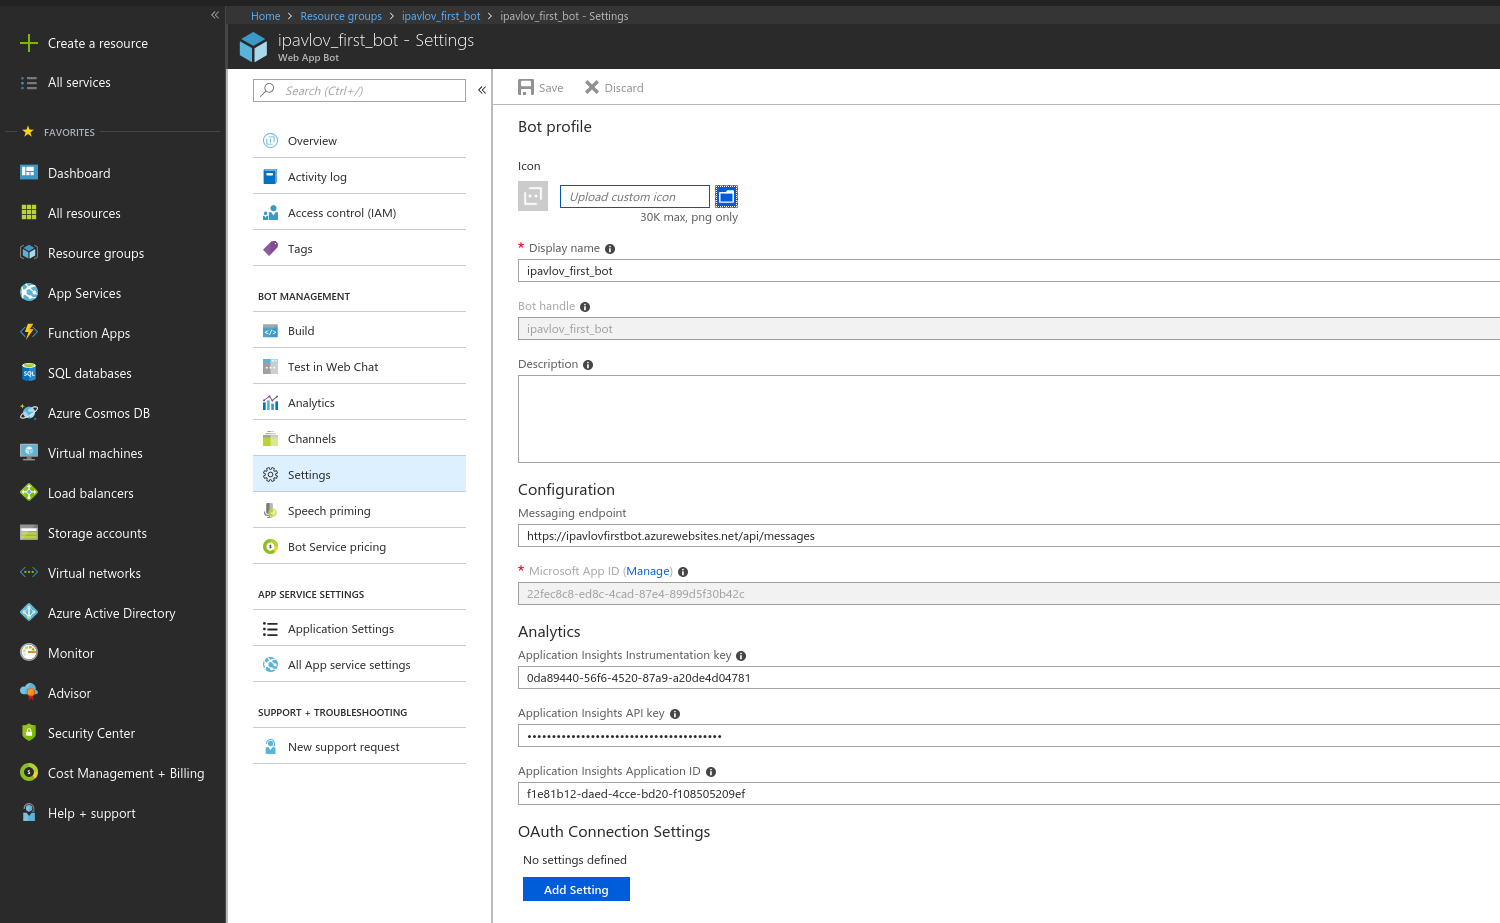 Home > Resource groups > ipavlov_first_bot > ipavlov_first_bot - Settings
ipavlov_first_bot - Settings
Web App Bot
Create a resource
All services
FAVORITES
Dashboard
All resources
Resource groups
App Services
Function Apps
SQL databases
Azure Cosmos DB
Virtual machines
Load balancers
Storage accounts
Virtual networks
Azure Active Directory
Monitor
Advisor
Security Center
Cost Management + Billing
Help + support
Search (Ctrl+/)
Overview
Activity log
Access control (IAM)
Tags
BOT MANAGEMENT
Build
Test in Web Chat
Analytics
Channels
Settings
Speech priming
Bot Service pricing
APP SERVICE SETTINGS
Application Settings
All App service settings
SUPPORT + TROUBLESHOOTING
New support request
Save Discard
Bot profile
Icon
Upload custom icon
30K max, png only
* Display name
ipavlov_first_bot
Bot handle
ipavlov_first_bot
Description
Configuration
Messaging endpoint
https://ipavlovfirstbot.azurewebsites.net/api/messages
* Microsoft App ID (Manage)
22fec8c8-ed8c-4cad-87e4-899d5f30b42c
Analytics
Application Insights Instrumentation key
0da89440-56f6-4520-87a9-a20de4d04781
Application Insights API key
Application Insights Application ID
f1e81b12-daed-4cce-bd20-f108505209ef
OAuth Connection Settings
No settings defined
Add Setting